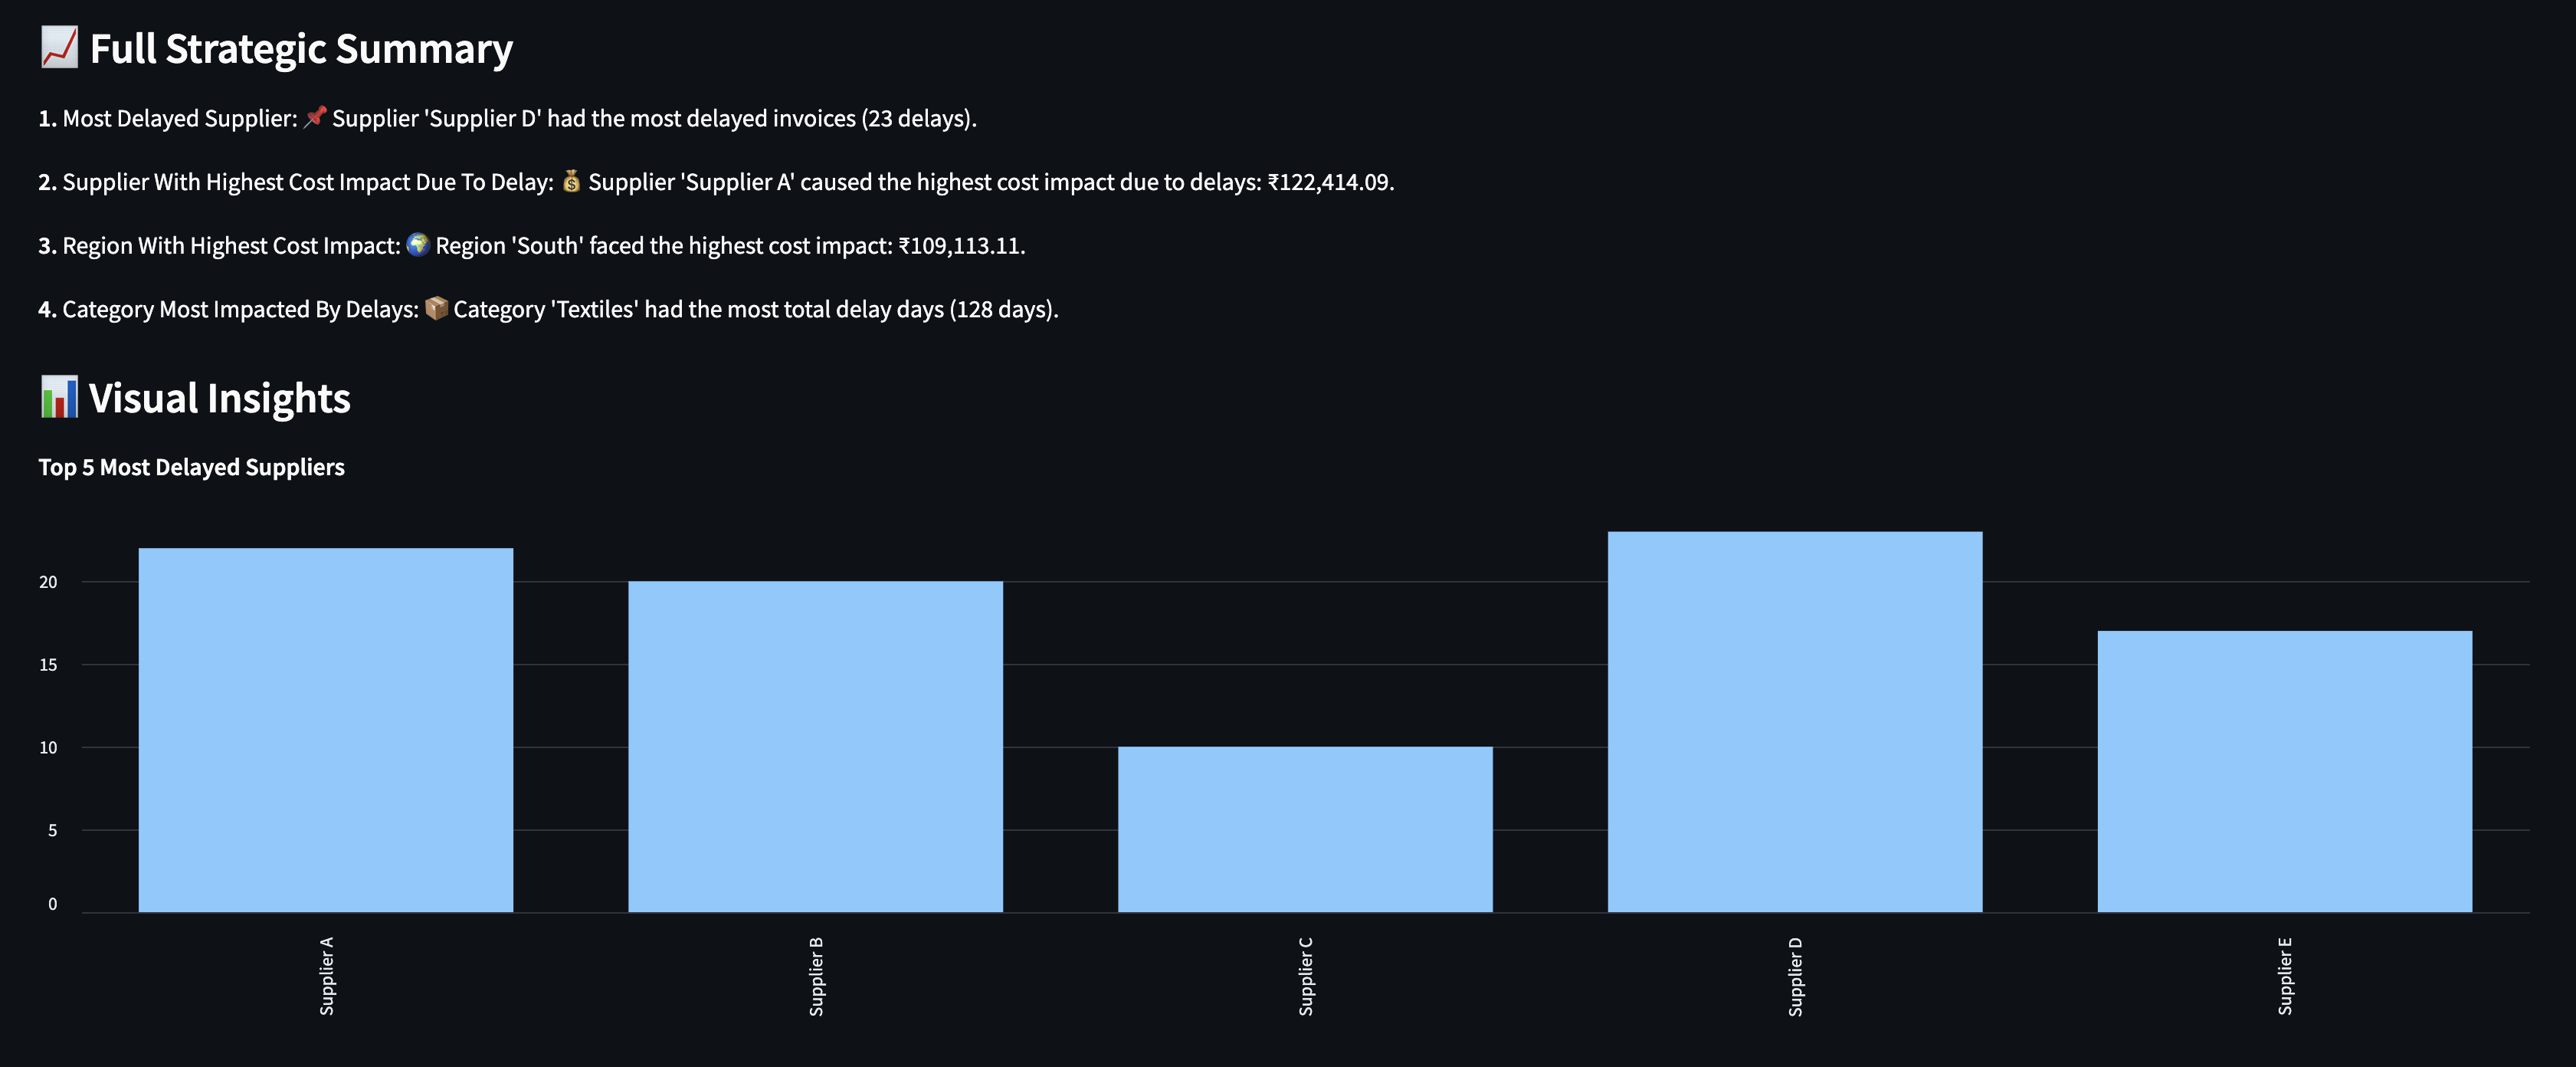 📈 Full Strategic Summary
1. Most Delayed Supplier: 📌 Supplier 'Supplier D' had the most delayed invoices (23 delays).
2. Supplier With Highest Cost Impact Due To Delay: 💰 Supplier 'Supplier A' caused the highest cost impact due to delays: ₹122,414.09.
3. Region With Highest Cost Impact: 🌍 Region 'South' faced the highest cost impact: ₹109,113.11.
4. Category Most Impacted By Delays: 📦 Category 'Textiles' had the most total delay days (128 days).
📊 Visual Insights
Top 5 Most Delayed Suppliers
20
15
10
5
0
Supplier A
Supplier B
Supplier C
Supplier D
Supplier E